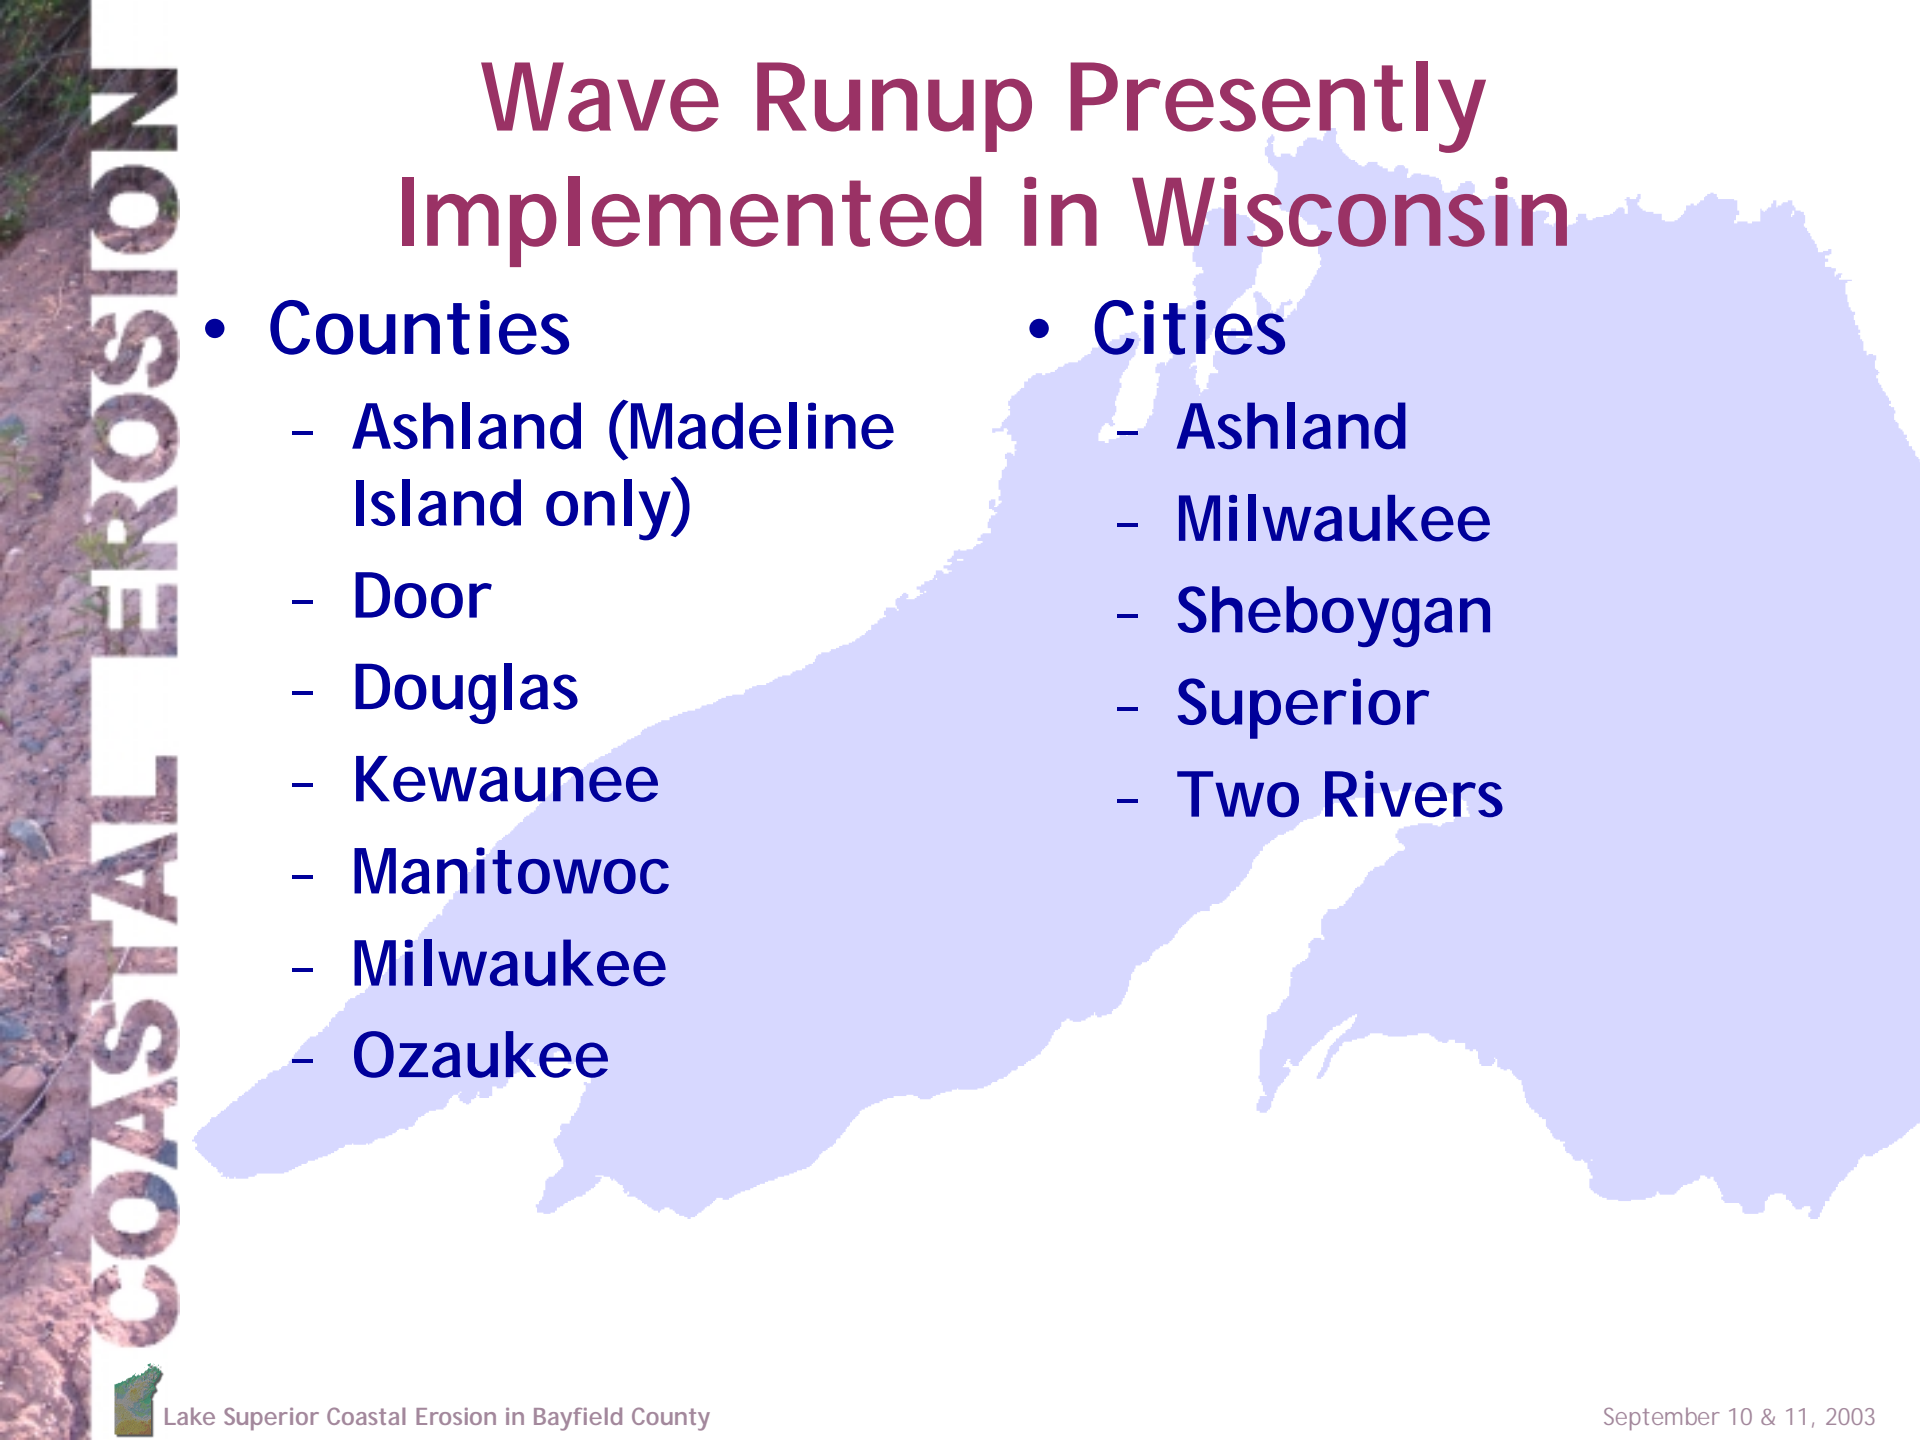 Wave Runup Presently
Implemented in Wisconsin
• Counties
– Ashland (Madeline
Island only)
– Door
– Douglas
– Kewaunee
– Manitowoc
– Milwaukee
– Ozaukee
• Cities
– Ashland
– Milwaukee
– Sheboygan
– Superior
– Two Rivers
COASTAL EROSION
Lake Superior Coastal Erosion in Bayfield County
September 10 & 11, 2003